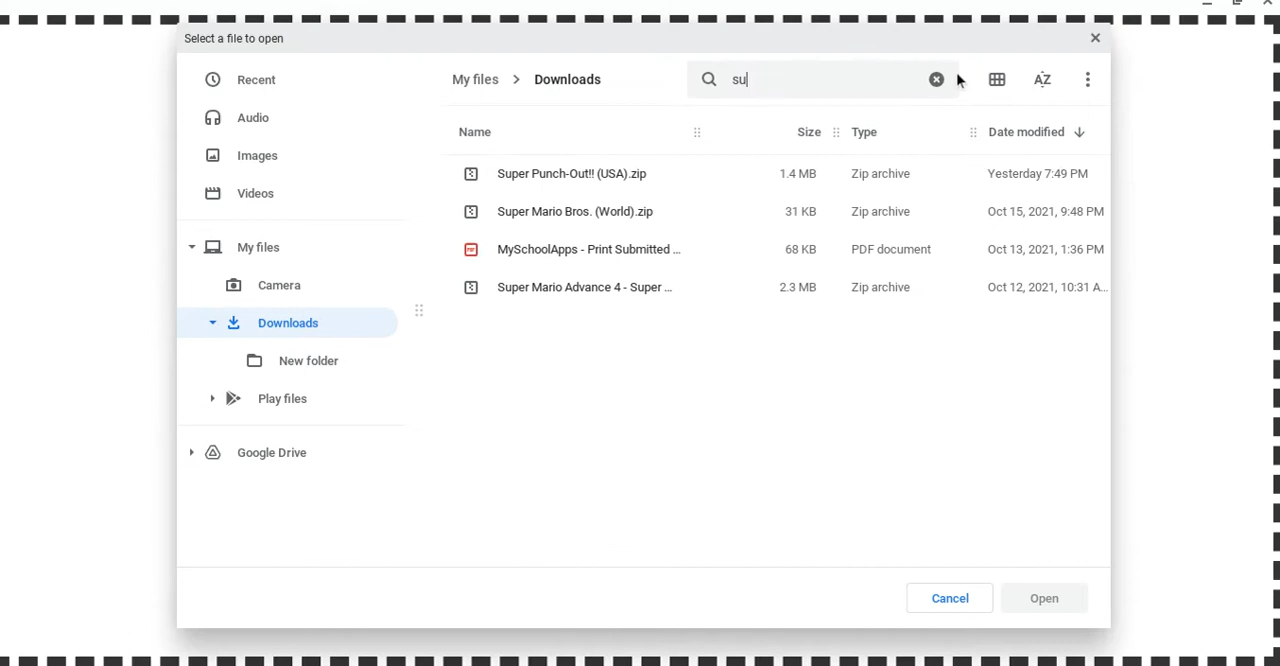 Select a file to open
Recent
Audio
Images
Videos
My files
Camera
Downloads
New folder
Play files
Google Drive
My files > Downloads
su
AZ
Name Size Type Date modified
Super Punch-Out!! (USA).zip 1.4 MB Zip archive Yesterday 7:49 PM
Super Mario Bros. (World).zip 31 KB Zip archive Oct 15, 2021, 9:48 PM
PDF MySchoolApps - Print Submitted ... 68 KB PDF document Oct 13, 2021, 1:36 PM
Super Mario Advance 4 - Super ... 2.3 MB Zip archive Oct 12, 2021, 10:31 A...
Cancel Open